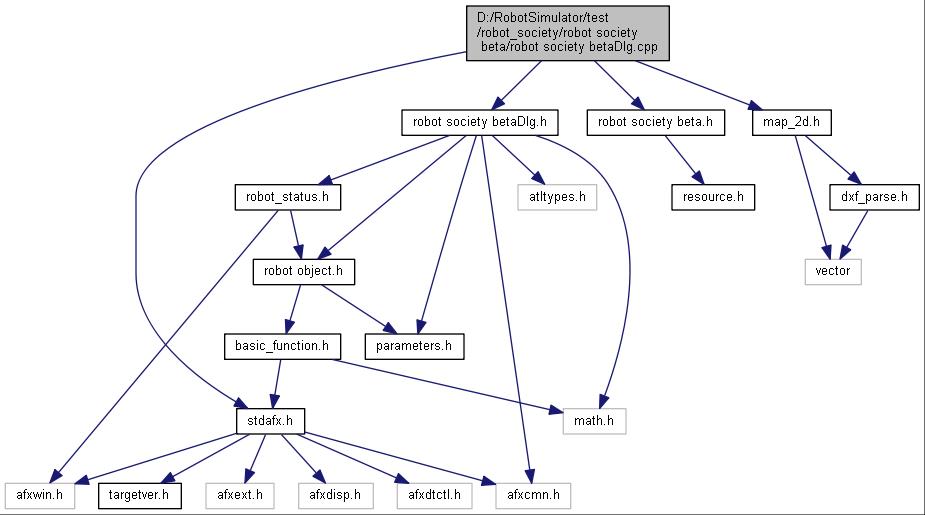 D:/RobotSimulator/test
/robot_society/robot society
beta/robot society betaDlg.cpp
robot society betaDlg.h
robot society beta.h
map_2d.h
robot_status.h
atltypes.h
resource.h
dxf_parse.h
robot object.h
vector
basic_function.h
parameters.h
stdafx.h
math.h
afxwin.h
targetver.h
afxext.h
afxdisp.h
afxdtctl.h
afxcmn.h